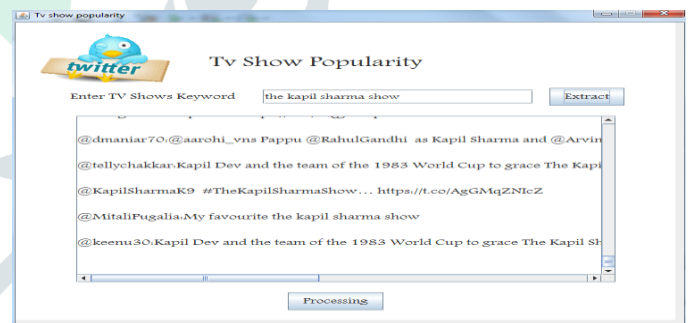 Tv show popularity
twitter
Tv Show Popularity
Enter TV Shows Keyword the kapil sharma show Extract
@dmaniar70:@aarohi_vns Pappu @RahulGandhi as Kapil Sharma and @Arvin
@tellychakkar:Kapil Dev and the team of the 1983 World Cup to grace The Kapi
@KapilSharmaK9 #TheKapilSharmaShow... https://t.co/AgGMqZNIcZ
@MitaliPugalia:My favourite the kapil sharma show
@keenu30:Kapil Dev and the team of the 1983 World Cup to grace The Kapil Sh
Processing